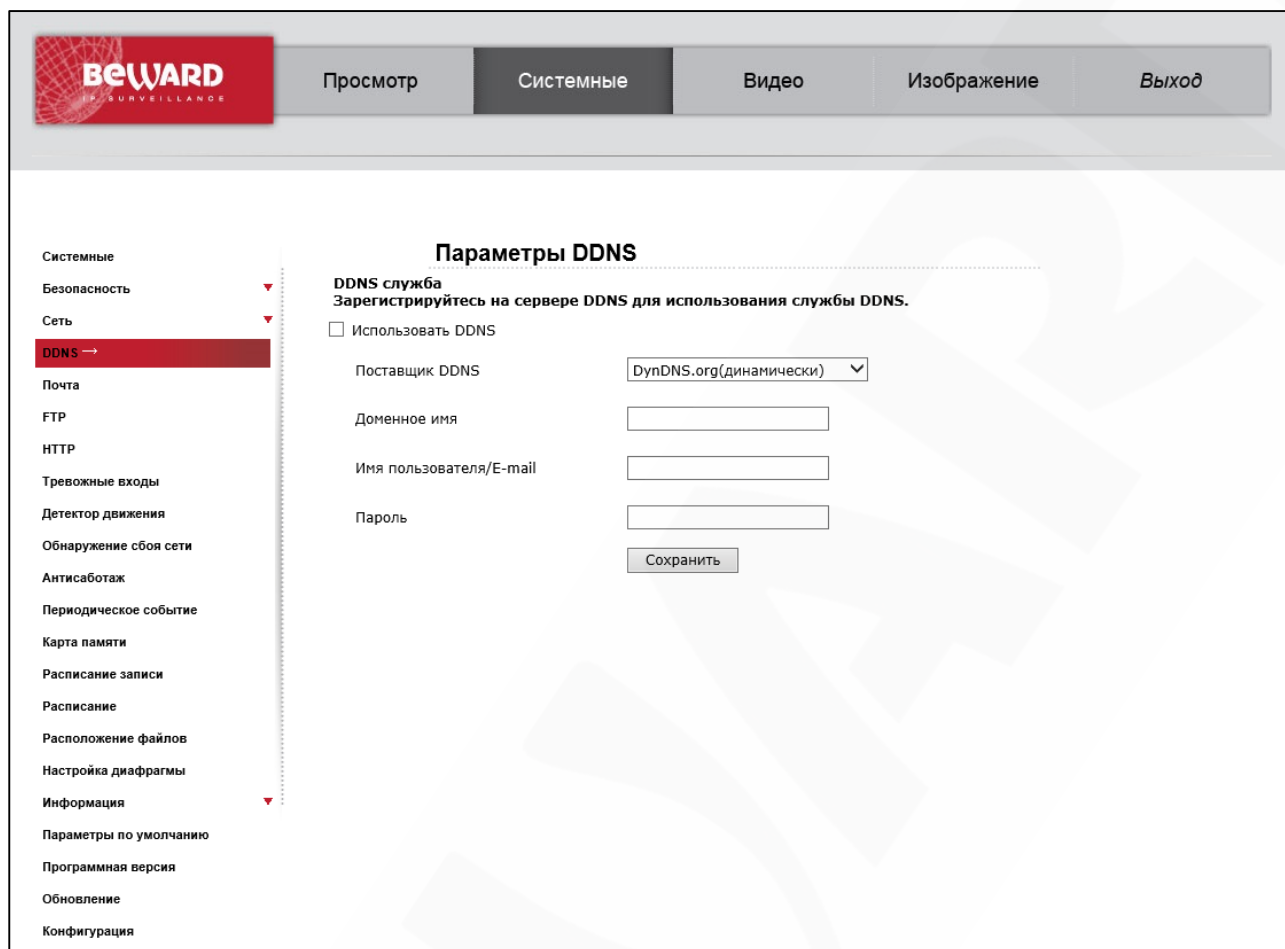 BEWARD
IP SURVEILLANCE
Просмотр
Системные
Видео
Изображение
Выход
Системные
Безопасность
Сеть
DDNS →
Почта
FTP
HTTP
Тревожные входы
Детектор движения
Обнаружение сбоя сети
Антисаботаж
Периодическое событие
Карта памяти
Расписание записи
Расписание
Расположение файлов
Настройка диафрагмы
Информация
Параметры по умолчанию
Программная версия
Обновление
Конфигурация
Параметры DDNS
DDNS служба
Зарегистрируйтесь на сервере DDNS для использования службы DDNS.
Использовать DDNS
Поставщик DDNS
DynDNS.org(динамически)
Доменное имя
Имя пользователя/E-mail
Пароль
Сохранить